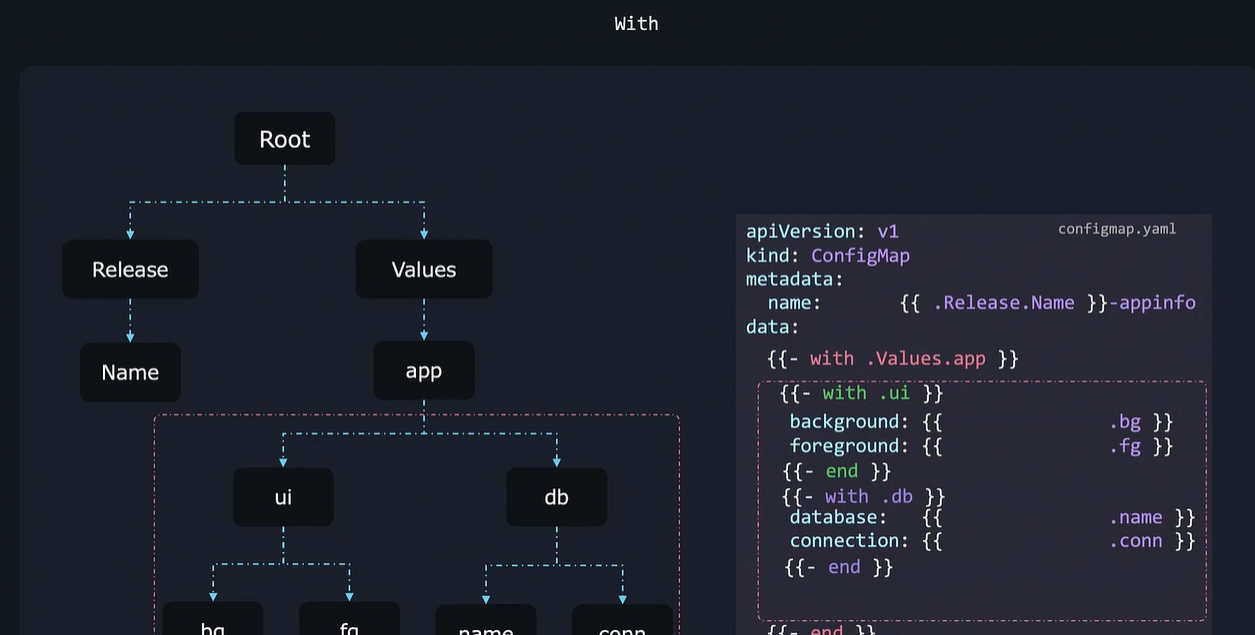 With
Root
Release
Values
Name
app
ui
db
bg
fg
name
conn
configmap.yaml
apiVersion: v1
kind: ConfigMap
metadata:
name: {{ .Release.Name }}-appinfo
data:
{{- with .Values.app }}
{{- with .ui }}
background: {{ .bg }}
foreground: {{ .fg }}
{{- end }}
{{- with .db }}
database: {{ .name }}
connection: {{ .conn }}
{{- end }}
{{- end }}